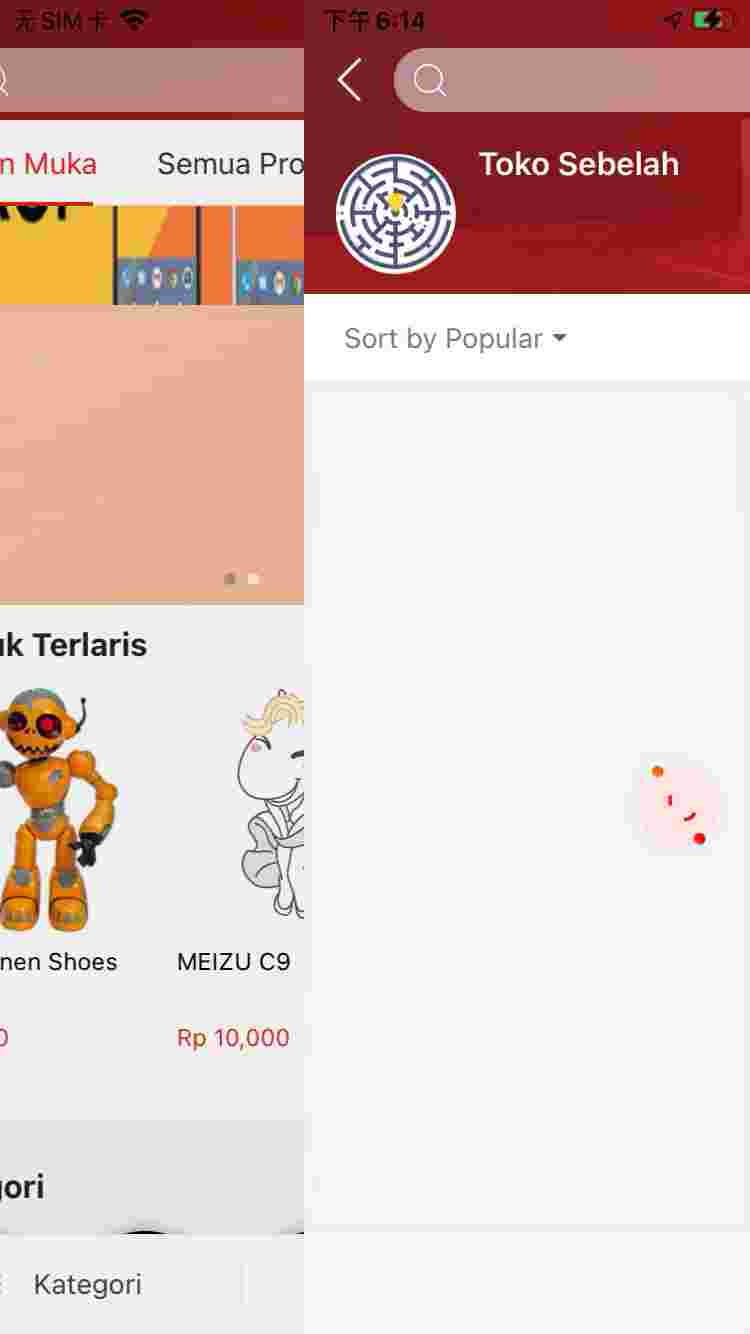 无 SIM 卡
下午 6:14
n Muka
Semua Pro
Toko Sebelah
Sort by Popular
uk Terlaris
nen Shoes
MEIZU C9
0
Rp 10,000
gori
Kategori